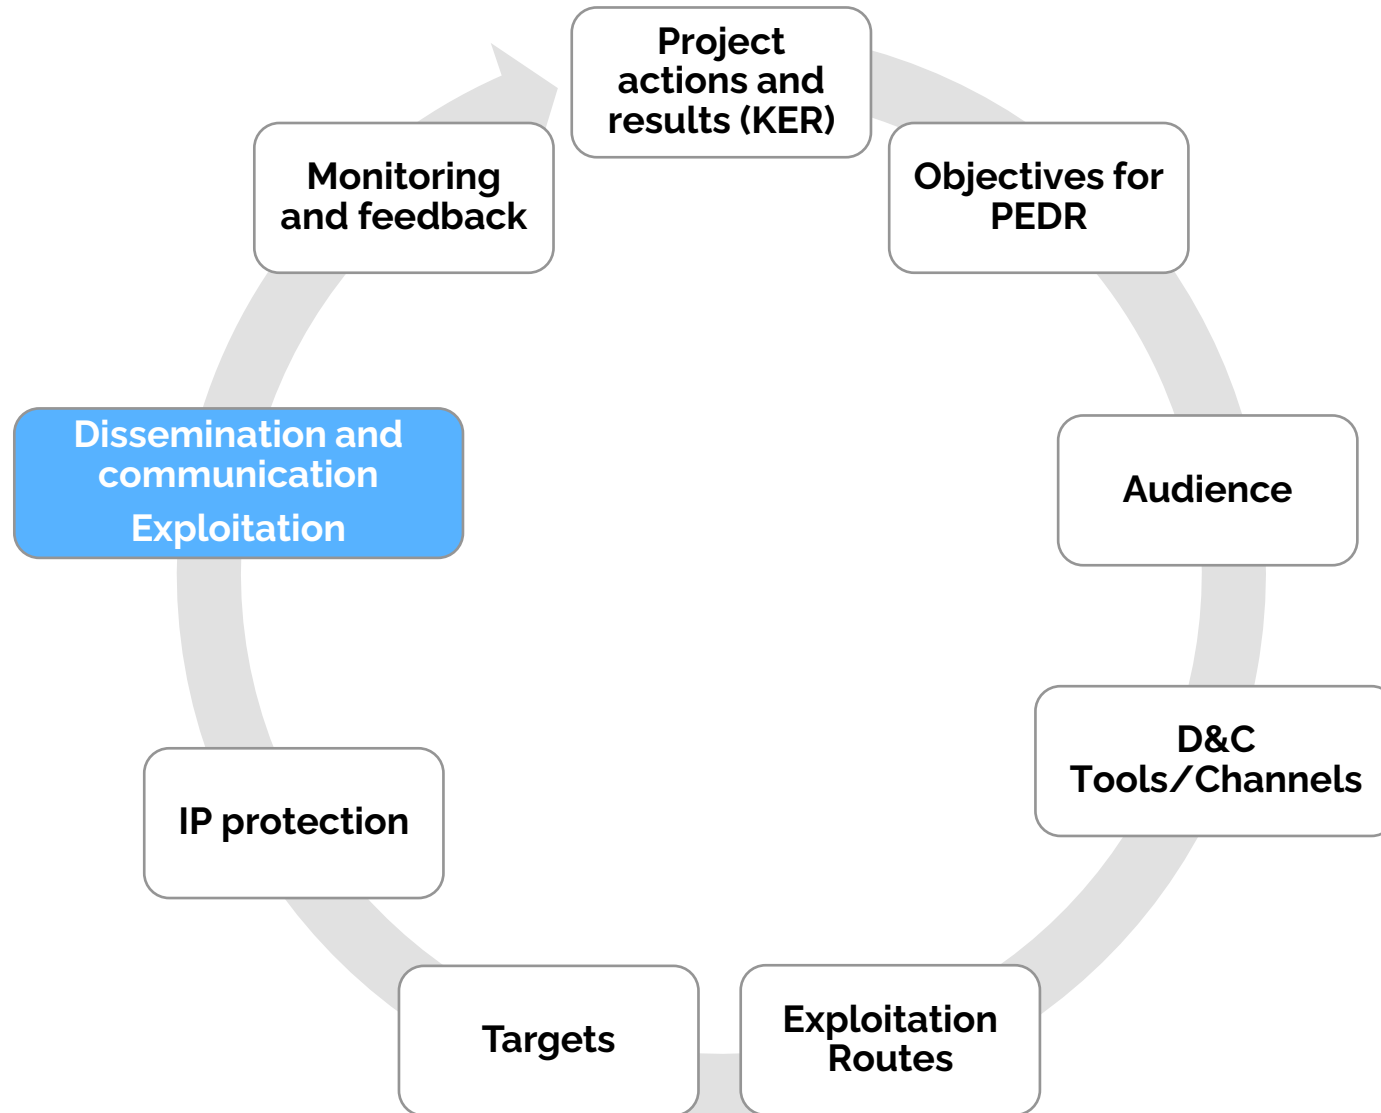 Project
actions and
results (KER)
Objectives for
PEDR
Audience
D&C
Tools/Channels
Exploitation
Routes
Targets
IP protection
Dissemination and
communication
Exploitation
Monitoring
and feedback